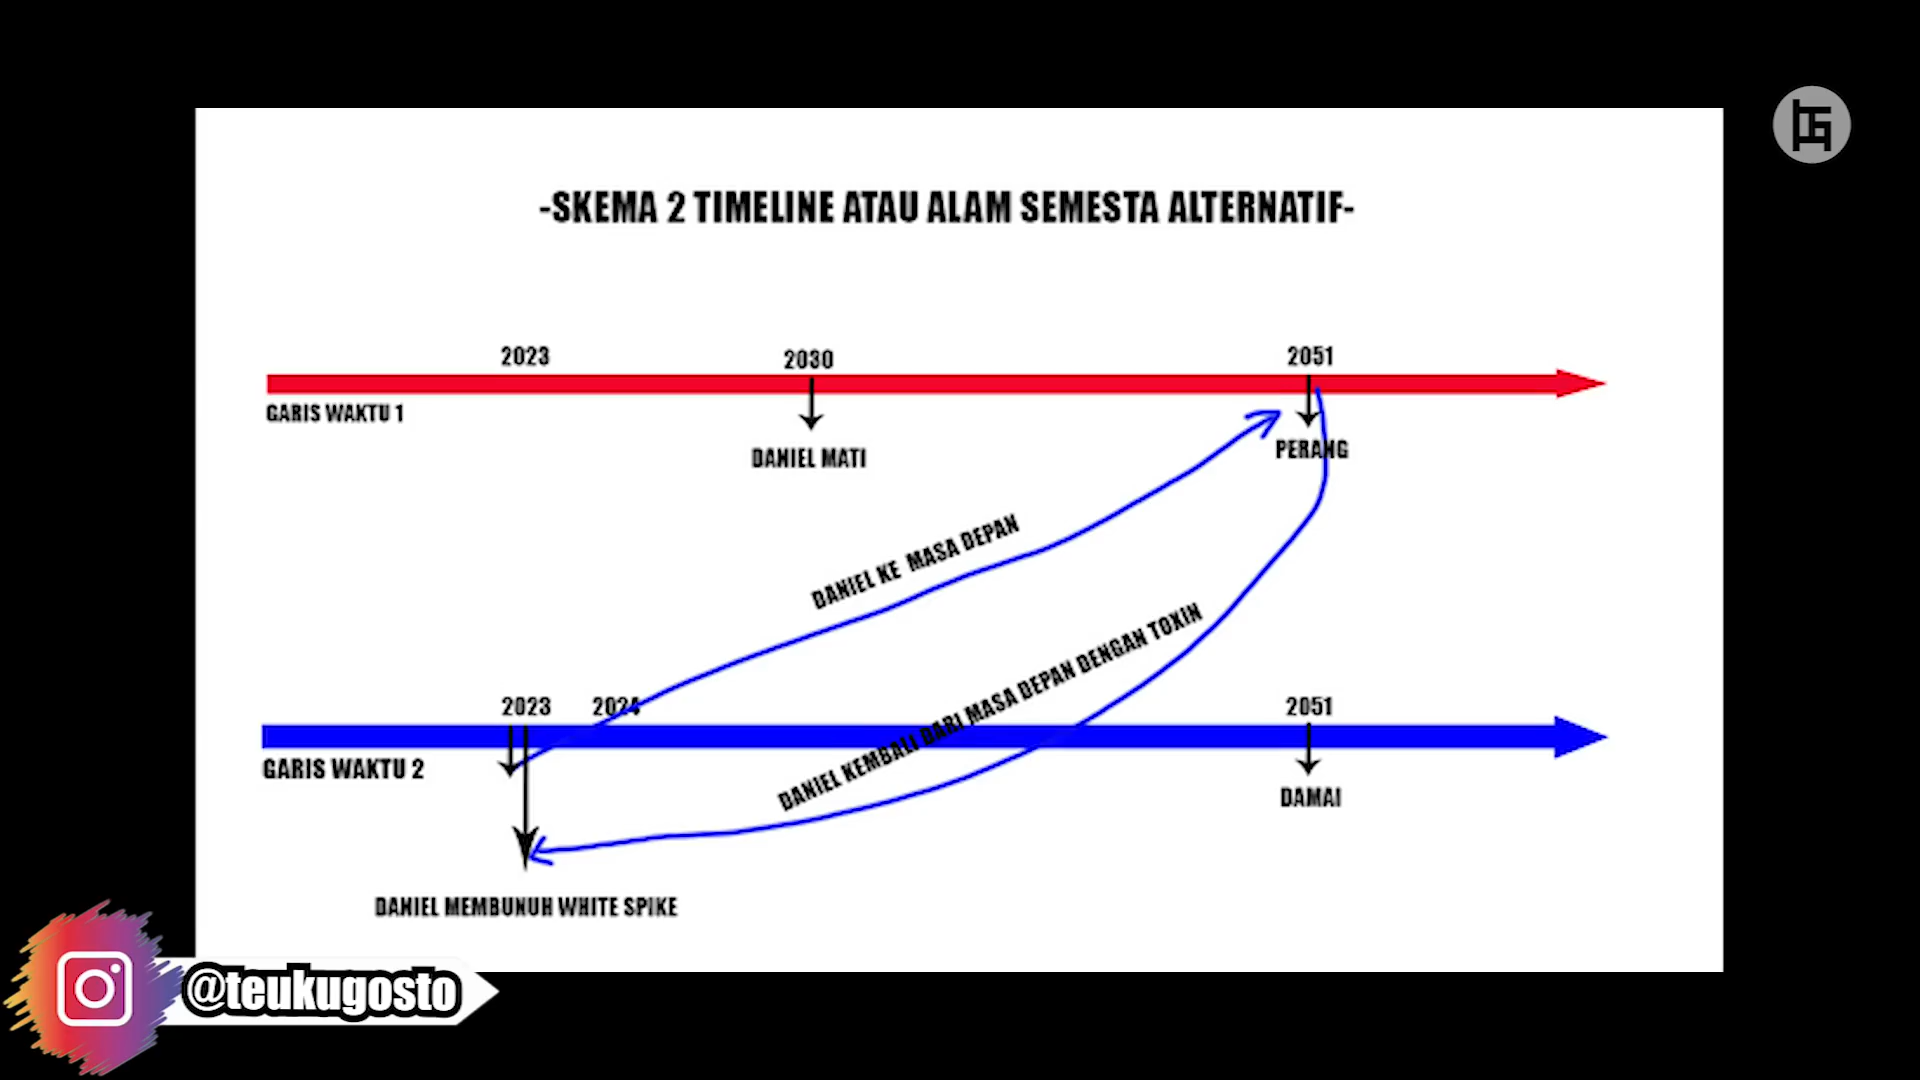 -SKEMA 2 TIMELINE ATAU ALAM SEMESTA ALTERNATIF-
2023
2030
2051
GARIS WAKTU 1
DANIEL MATI
PERANG
DANIEL KE MASA DEPAN
DANIEL KEMBALI DARI MASA DEPAN DENGAN TOXIN
2023
2024
2051
GARIS WAKTU 2
DAMAI
DANIEL MEMBUNUH WHITE SPIKE
@teukugosto